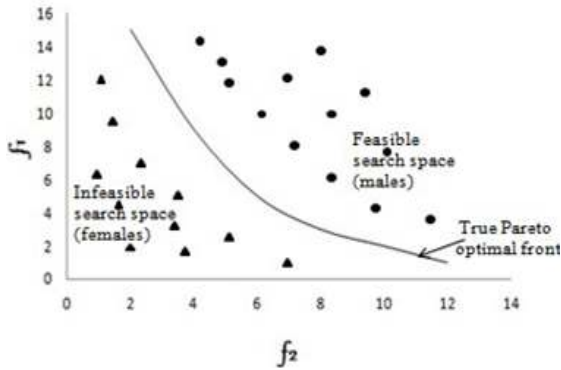 16
14
12
10
8
6
4
2
0
f1
Infeasible
search space
(females)
Feasible
search space
(males)
True Pareto
optimal front
0 2 4 6 8 10 12 14
f2